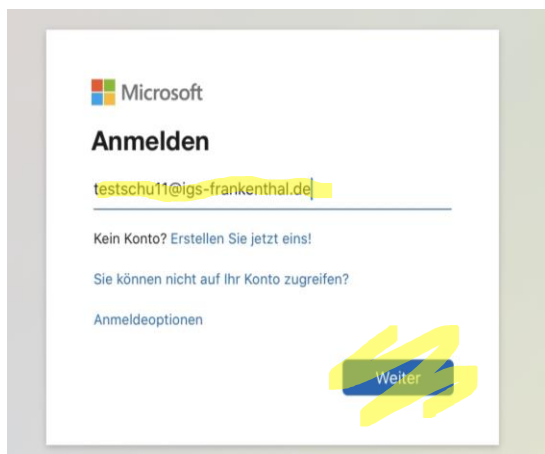 Microsoft
Anmelden
testschu11@igs-frankenthal.de
Kein Konto? Erstellen Sie jetzt eins!
Sie können nicht auf Ihr Konto zugreifen?
Anmeldeoptionen
Weiter